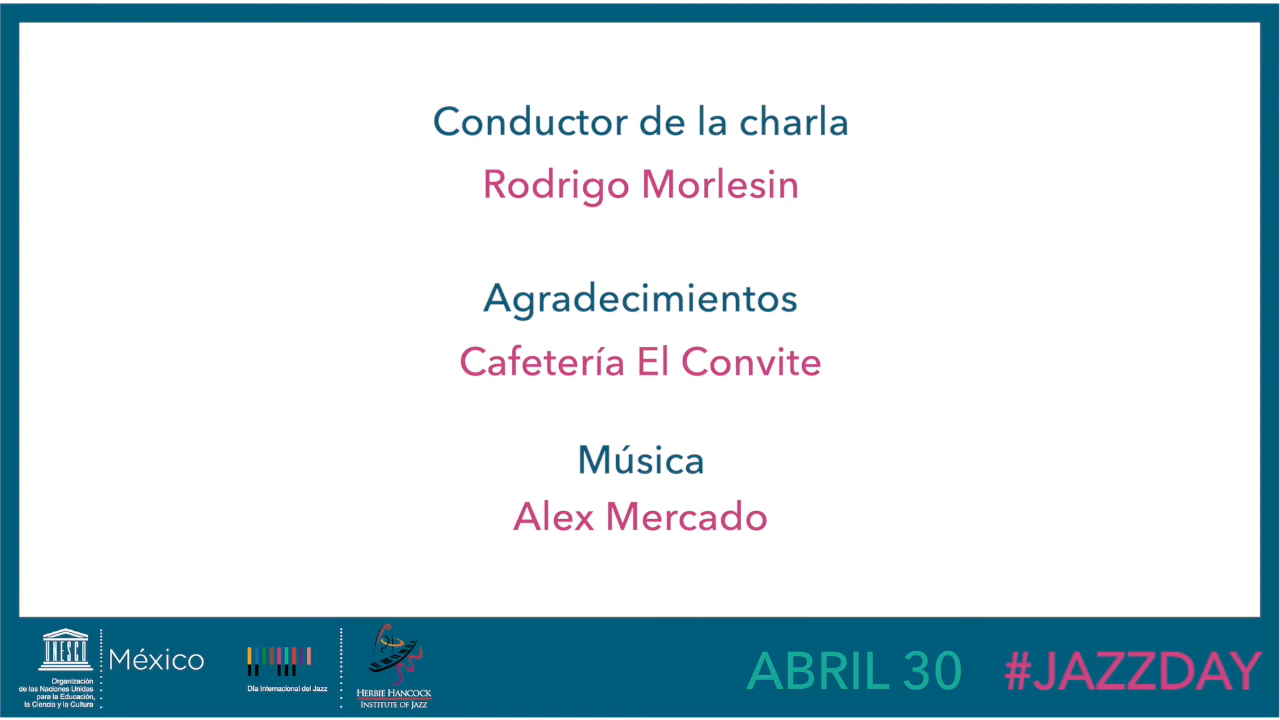 Conductor de la charla
Rodrigo Morlesin
Agradecimientos
Cafetería El Convite
Música
Alex Mercado
UNESCO
México
Organización
de las Naciones Unidas
para la Educación,
la Ciencia y la Cultura
Día Internacional del Jazz
HERBIE HANCOCK
INSTITUTE OF JAZZ
ABRIL 30 #JAZZDAY